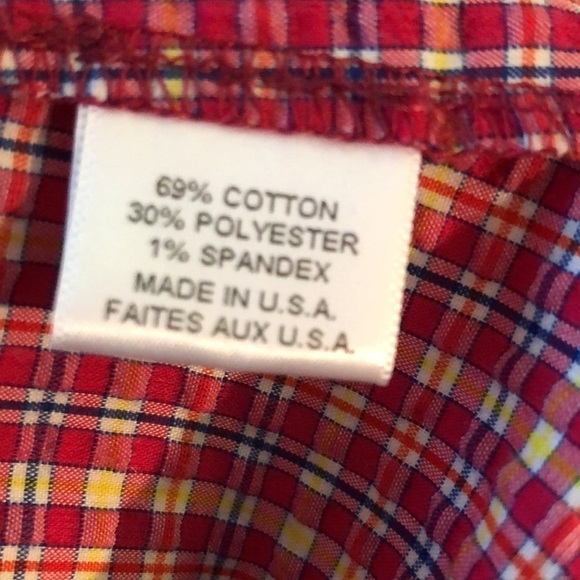 69% COTTON
30% POLYESTER
1% SPANDEX
MADE IN U.S.A.
FAITES AUX U.S.A.